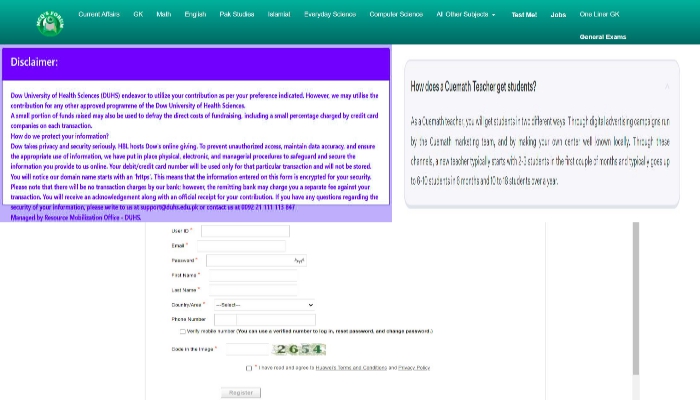 MCQ'S FORUM
Current Affairs GK Math English Pak Studies Islamiat Everyday Science Computer Science All Other Subjects Test Me! Jobs One Liner GK
General Exams
Disclaimer:
Dow University of Health Sciences (DUHS) endeavor to utilize your contribution as per your preference indicated. However, we may utilise the
contribution for any other approved programme of the Dow University of Health Sciences.
A small portion of funds raised may also be used to defray the direct costs of fundraising, including a small percentage charged by credit card
companies on each transaction.
How do we protect your information?
Dow takes privacy and security seriously. HBL hosts Dow's online giving. To prevent unauthorized access, maintain data accuracy, and ensure
the appropriate use of information, we have put in place physical, electronic, and managerial procedures to safeguard and secure the
information you provide to us online. Your debit/credit card number will be used only for that particular transaction and will not be stored.
You will notice our domain name starts with an 'https'. This means that the information entered on this form is encrypted for your security.
Please note that there will be no transaction charges by our bank; however, the remitting bank may charge you a separate fee against your
transaction. You will receive an acknowledgement along with an official receipt for your contribution. If you have any questions regarding the
security of your information, please write to us at support@duhs.edu.pk or contact us at 0092 21 111 113 847
Managed by Resource Mobilization Office - DUHS.
How does a Cuemath Teacher get students?
As a Cuemath teacher, you will get students in two different ways. Through digital advertising campaigns run
by the Cuemath marketing team, and by making your own center well known locally. Through these
channels, a new teacher typically starts with 2-3 students in the first couple of months and typically goes up
to 6-10 students in 6 months and 10 to 18 students over a year.
User ID *
Email *
Password *
First Name *
Last Name *
Country/Area * ---Select---
Phone Number
Verify mobile number (You can use a verified number to log in, reset password, and change password.)
Code in the Image * 2654
* I have read and agree to Huawei's Terms and Conditions and Privacy Policy
Register